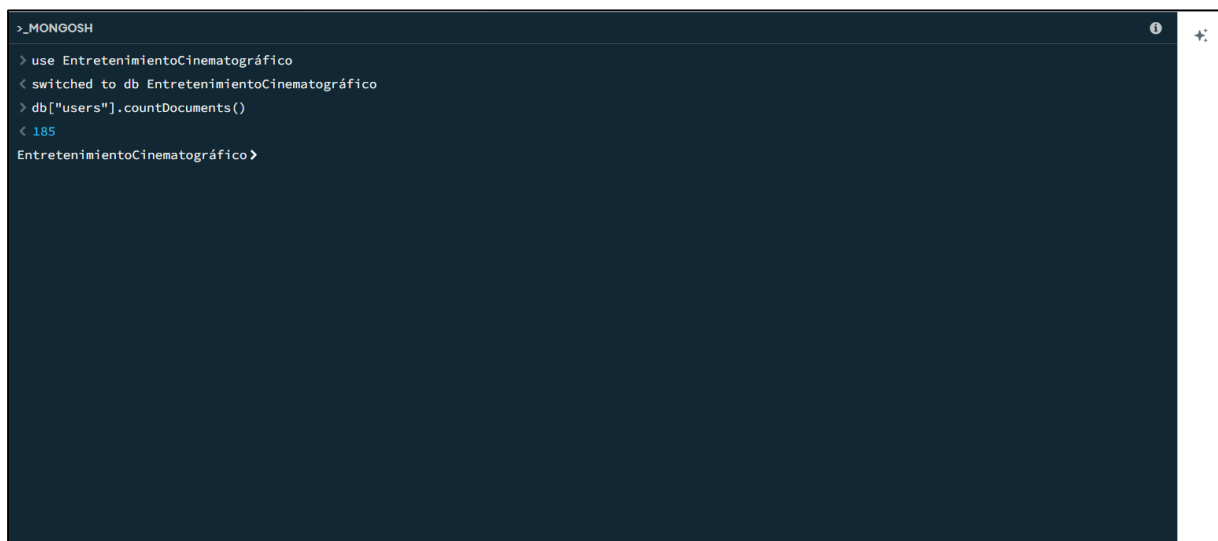 >_MONGOSH
> use EntretenimientoCinematográfico
< switched to db EntretenimientoCinematográfico
> db["users"].countDocuments()
< 185
EntretenimientoCinematográfico>